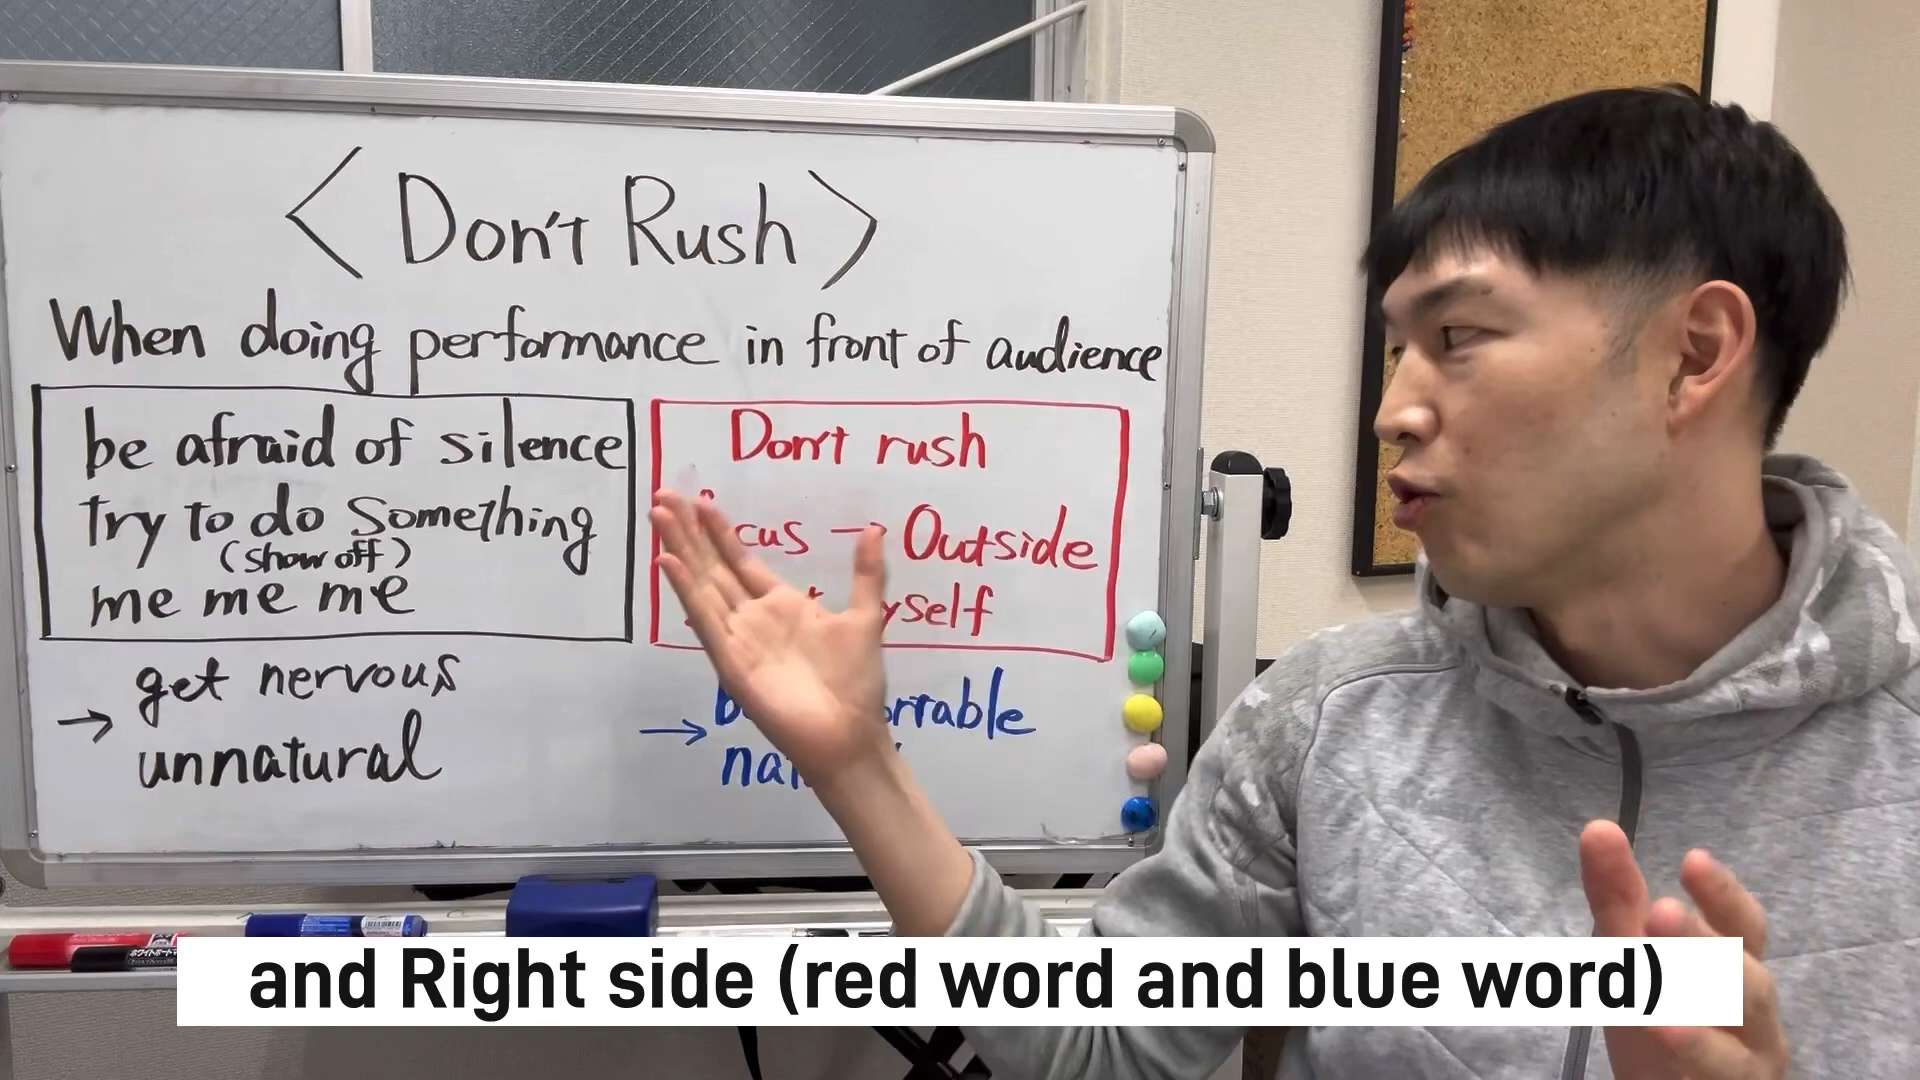 <Don't Rush>
When doing performance in front of audience
be afraid of silence
try to do something
(show off)
me me me
→ get nervous
unnatural
Don't rush
→ Outside
→
and Right side (red word and blue word)